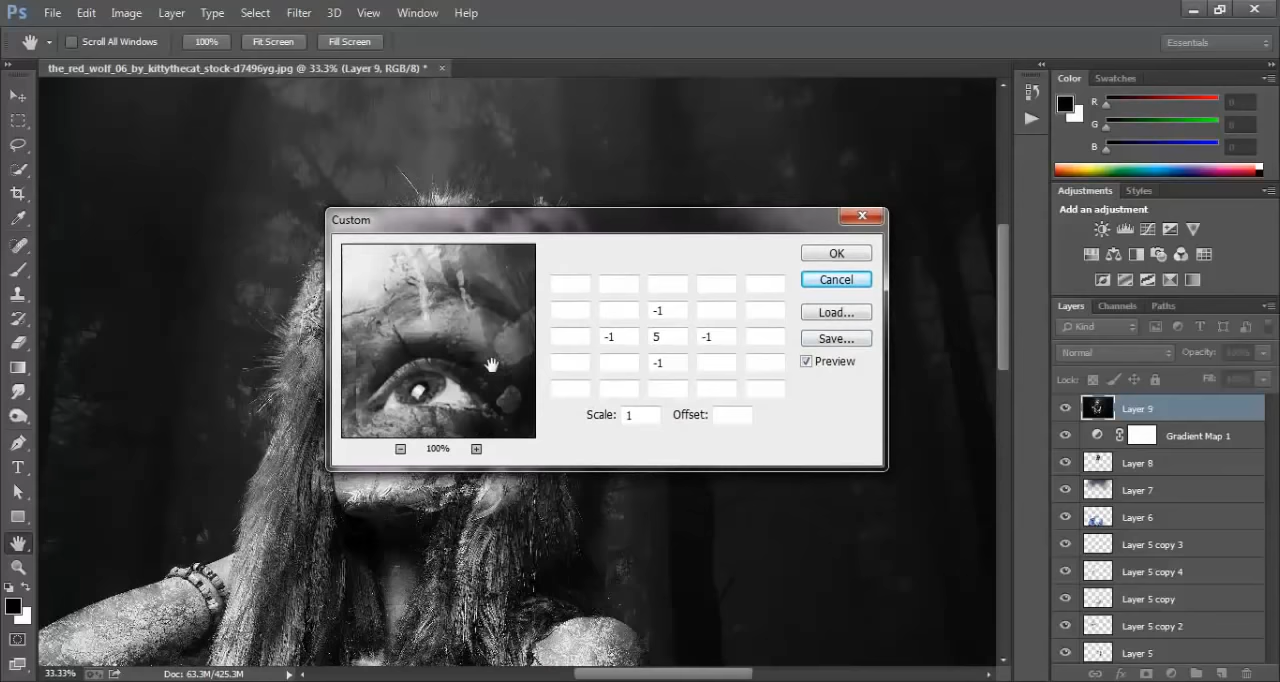 Ps File Edit Image Layer Type Select Filter 3D View Window Help
Scroll All Windows 100% Fit Screen Fill Screen Essentials
the_red_wolf_06_by_kittythecat_stock-d7496yg.jpg @ 33.3% (Layer 9, RGB/8) *
Color Swatches
R 0
G 0
B 0
Adjustments Styles
Add an adjustment
Custom
OK
Cancel
Load...
Save...
Preview
-1
-1 5 -1
-1
Scale: 1 Offset:
100%
Layers Channels Paths
Kind
Normal Opacity:
Lock: Fill:
Layer 9
Gradient Map 1
Layer 8
Layer 7
Layer 6
Layer 5 copy 3
Layer 5 copy 4
Layer 5 copy
Layer 5 copy 2
Layer 5
33.33% Doc: 63.3M/425.3M